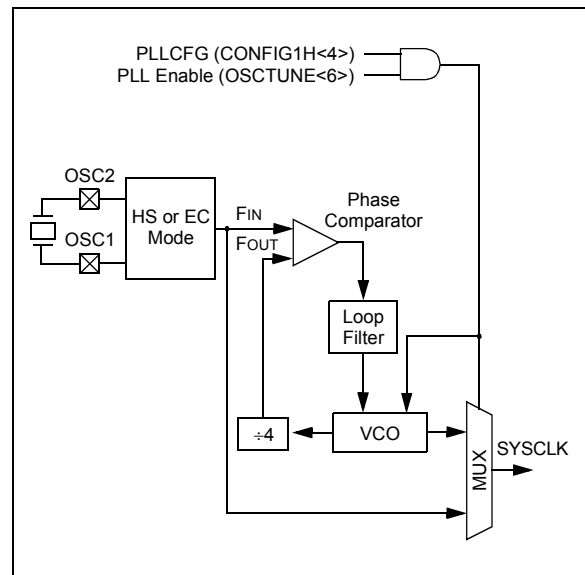 PLLCFG (CONFIG1H<4>)
PLL Enable (OSCTUNE<6>)
OSC2
OSC1
HS or EC
Mode
FIN
FOUT
Phase
Comparator
Loop
Filter
÷4
VCO
MUX
SYSCLK